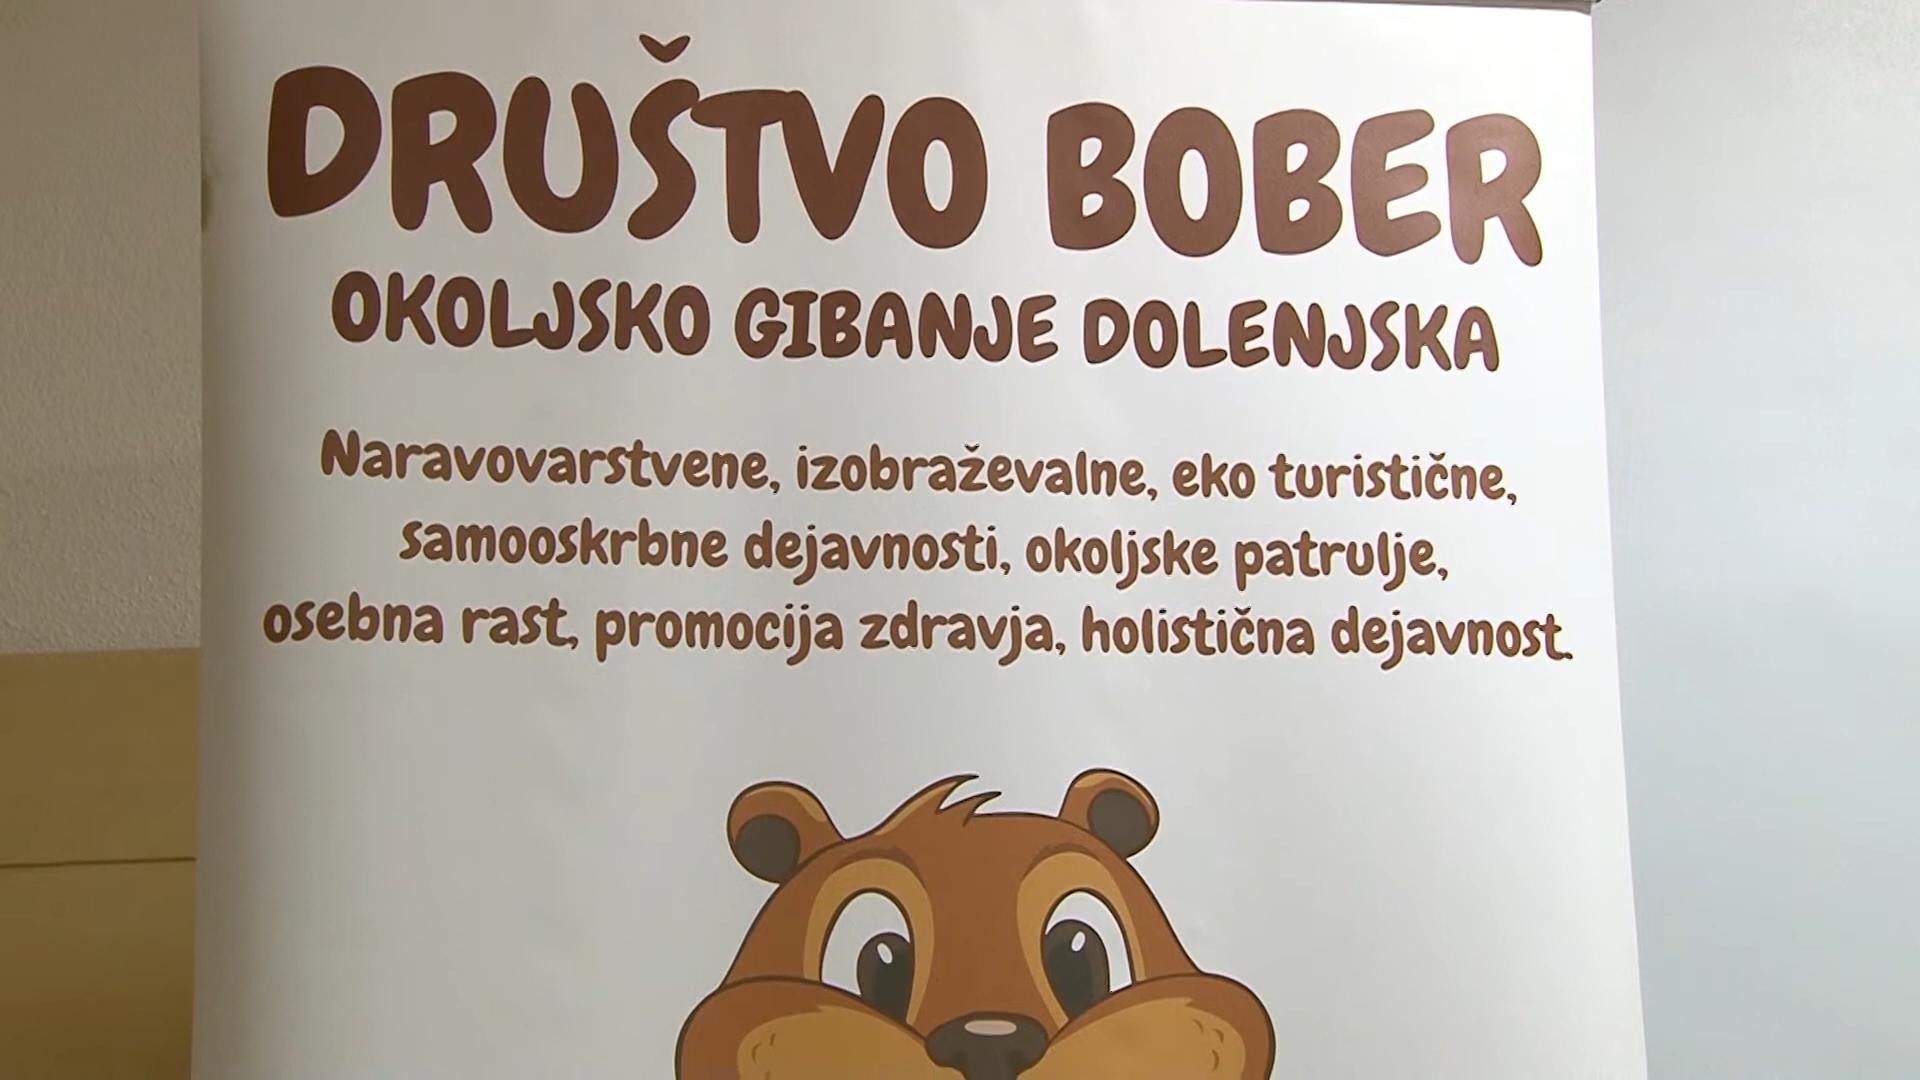 DRUŠTVO BOBER
OKOLJSKO GIBANJE DOLENJSKA
Naravovarstvene, izobraževalne, eko turistične,
samooskrbne dejavnosti, okoljske patrulje,
osebna rast, promocija zdravja, holistična dejavnost.